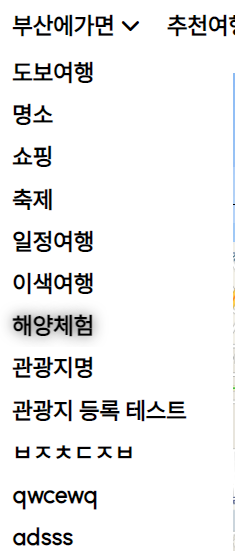 부산에가면 추천여행
도보여행
명소
쇼핑
축제
일정여행
이색여행
해양체험
관광지명
관광지 등록 테스트
ㅂㅈㅊㄷㅈㅂ
qwcewq
adsss